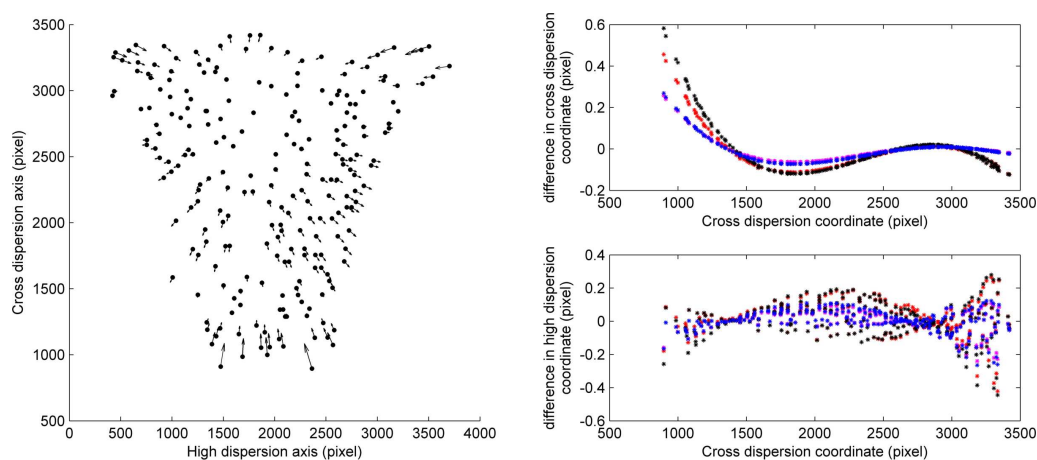 3500
3000
2500
2000
1500
1000
500
Cross dispersion axis (pixel)
0 500 1000 1500 2000 2500 3000 3500 4000
High dispersion axis (pixel)
0.6
0.4
0.2
0
-0.2
difference in cross dispersion
coordinate (pixel)
500 1000 1500 2000 2500 3000 3500
Cross dispersion coordinate (pixel)
0.4
0.2
0
-0.2
-0.4
-0.6
difference in high dispersion
coordinate (pixel)
500 1000 1500 2000 2500 3000 3500
Cross dispersion coordinate (pixel)